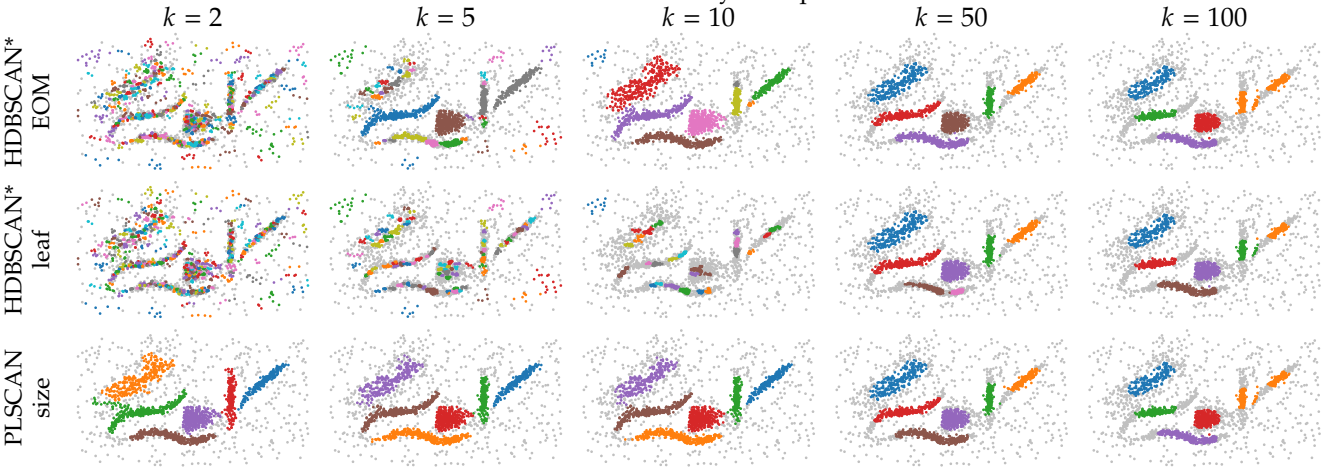 k = 2 k = 5 k = 10 k = 50 k = 100
HDBSCAN*
EOM
HDBSCAN*
leaf
PLSCAN
size